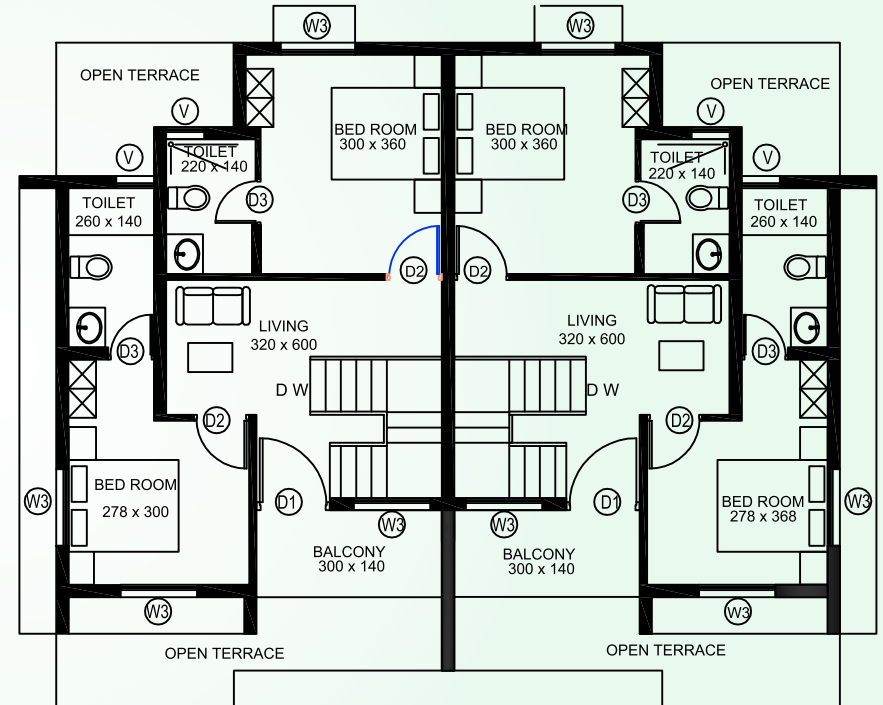 W3
W3
OPEN TERRACE
OPEN TERRACE
V
V
BED ROOM
300 x 360
BED ROOM
300 x 360
TOILET
220 x 140
TOILET
220 x 140
V
V
D3
D3
TOILET
260 x 140
TOILET
260 x 140
D2
D2
LIVING
320 x 600
LIVING
320 x 600
D3
D3
D W
D W
D2
D2
BED ROOM
278 x 300
BED ROOM
278 x 368
W3
D1
D1
W3
W3
W3
BALCONY
300 x 140
BALCONY
300 x 140
W3
W3
OPEN TERRACE
OPEN TERRACE